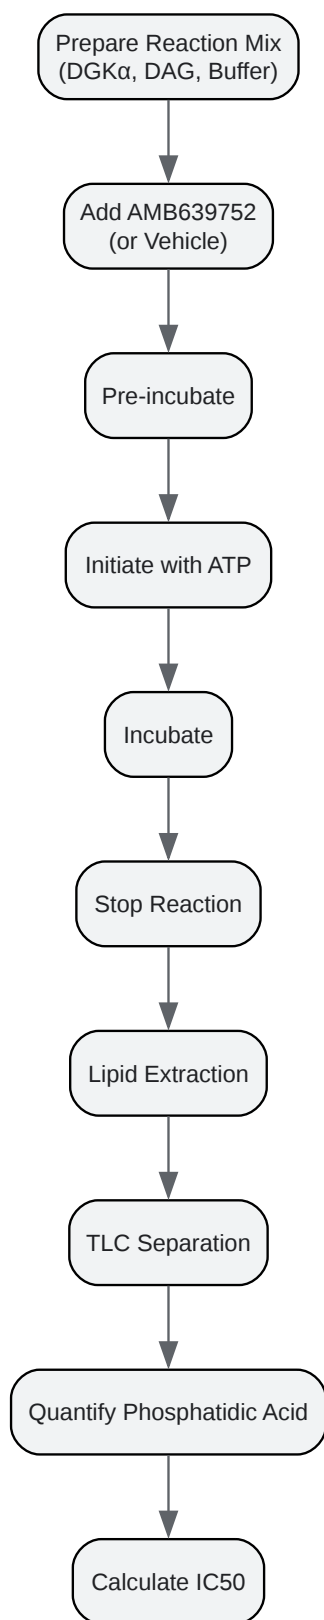 Prepare Reaction Mix
(DGKα, DAG, Buffer)
Add AMB639752
(or Vehicle)
Pre-incubate
Initiate with ATP
Incubate
Stop Reaction
Lipid Extraction
TLC Separation
Quantify Phosphatidic Acid
Calculate IC50